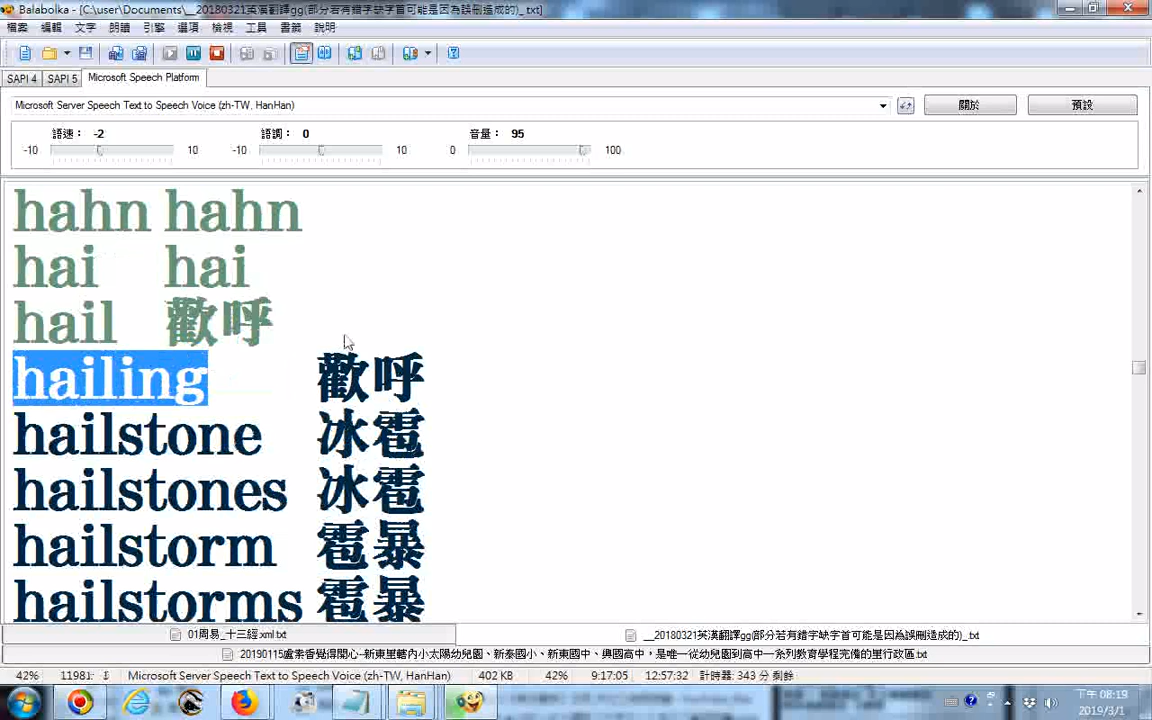 Balabolka - [C:\user\Documents\__20180321英漢翻譯gg(部分若有錯字缺字首可能是因為誤刪造成的)_.txt]
檔案 編輯 文字 朗讀 引擎 選項 檢視 工具 書籤 說明
SAPI 4 SAPI 5 Microsoft Speech Platform
Microsoft Server Speech Text to Speech Voice (zh-TW, HanHan) 關於 預設
語速： -2 語調： 0 音量： 95
-10 10 -10 10 0 100
hahn hahn
hai hai
hail 歡呼
hailing 歡呼
hailstone 冰雹
hailstones 冰雹
hailstorm 雹暴
hailstorms 雹暴
01周易_十三經.xml.txt __20180321英漢翻譯gg(部分若有錯字缺字首可能是因為誤刪造成的)_.txt
20190115盧素香覺得開心-新東里轄內小太陽幼兒園、新泰國小、新東國中、興國高中，是唯一從幼兒園到高中一系列教育學程完備的里行政區.txt
42% 11981: 1 Microsoft Server Speech Text to Speech Voice (zh-TW, HanHan) 402 KB 42% 9:17:05 12:57:32 計時器: 343 分 剩餘
下午 08:19
2019/3/1